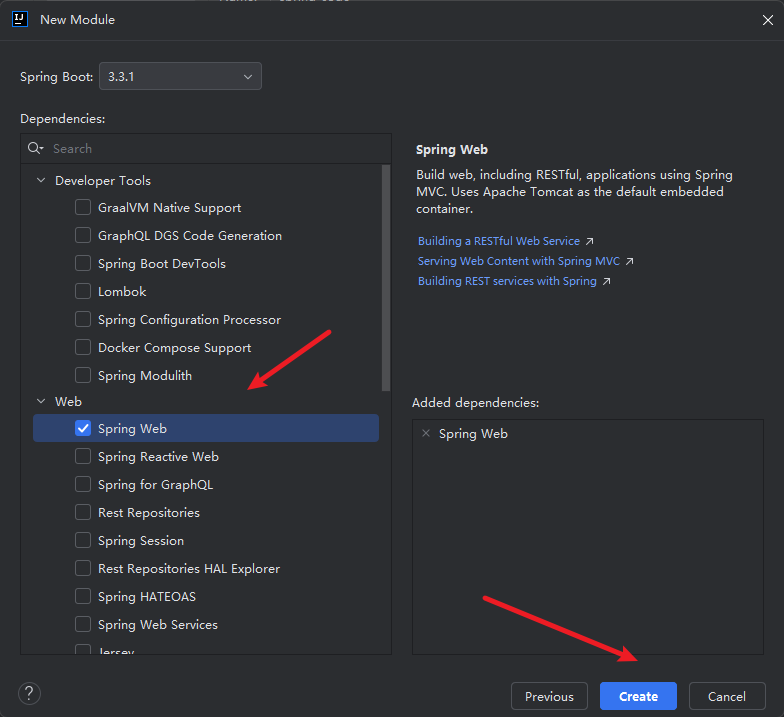 New Module
Spring Boot: 3.3.1
Dependencies:
Search
Developer Tools
GraalVM Native Support
GraphQL DGS Code Generation
Spring Boot DevTools
Lombok
Spring Configuration Processor
Docker Compose Support
Spring Modulith
Web
Spring Web
Spring Reactive Web
Spring for GraphQL
Rest Repositories
Spring Session
Rest Repositories HAL Explorer
Spring HATEOAS
Spring Web Services
Jersey
Spring Web
Build web, including RESTful, applications using Spring
MVC. Uses Apache Tomcat as the default embedded
container.
Building a RESTful Web Service
Serving Web Content with Spring MVC
Building REST services with Spring
Added dependencies:
Spring Web
?
Previous
Create
Cancel